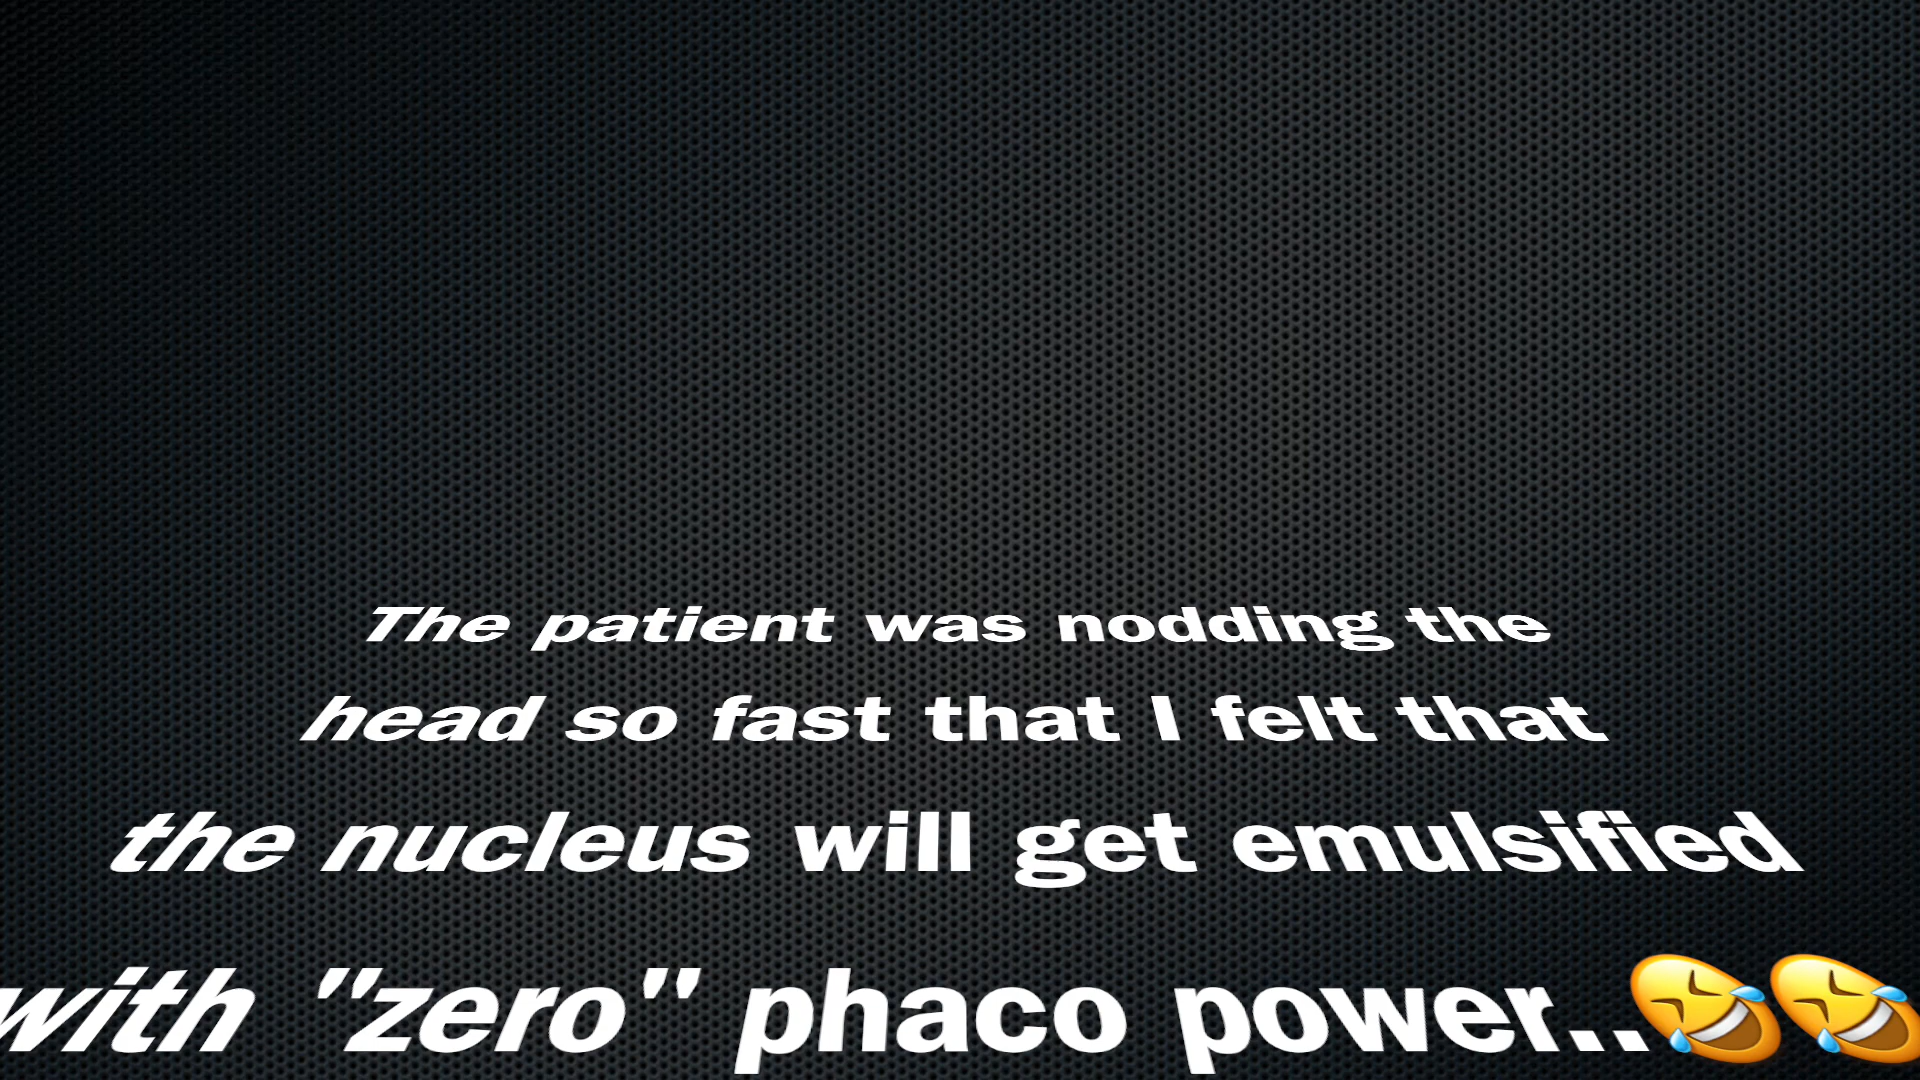 The patient was nodding the
head so fast that I felt that
the nucleus will get emulsified
with "zero" phaco power..🤣🤣